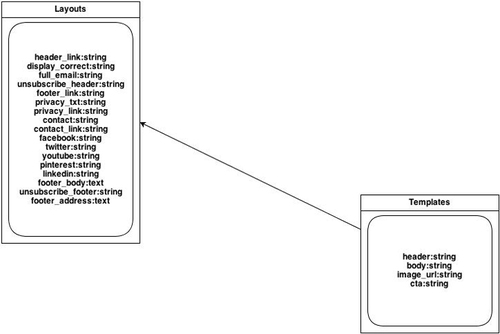 Layouts
header_link:string
display_correct:string
full_email:string
unsubscribe_header:string
footer_link:string
privacy_txt:string
privacy_link:string
contact:string
contact_link:string
facebook:string
twitter:string
youtube:string
pinterest:string
linkedin:string
footer_body:text
unsubscribe_footer:string
footer_address:text
Templates
header:string
body:string
image_url:string
cta:string